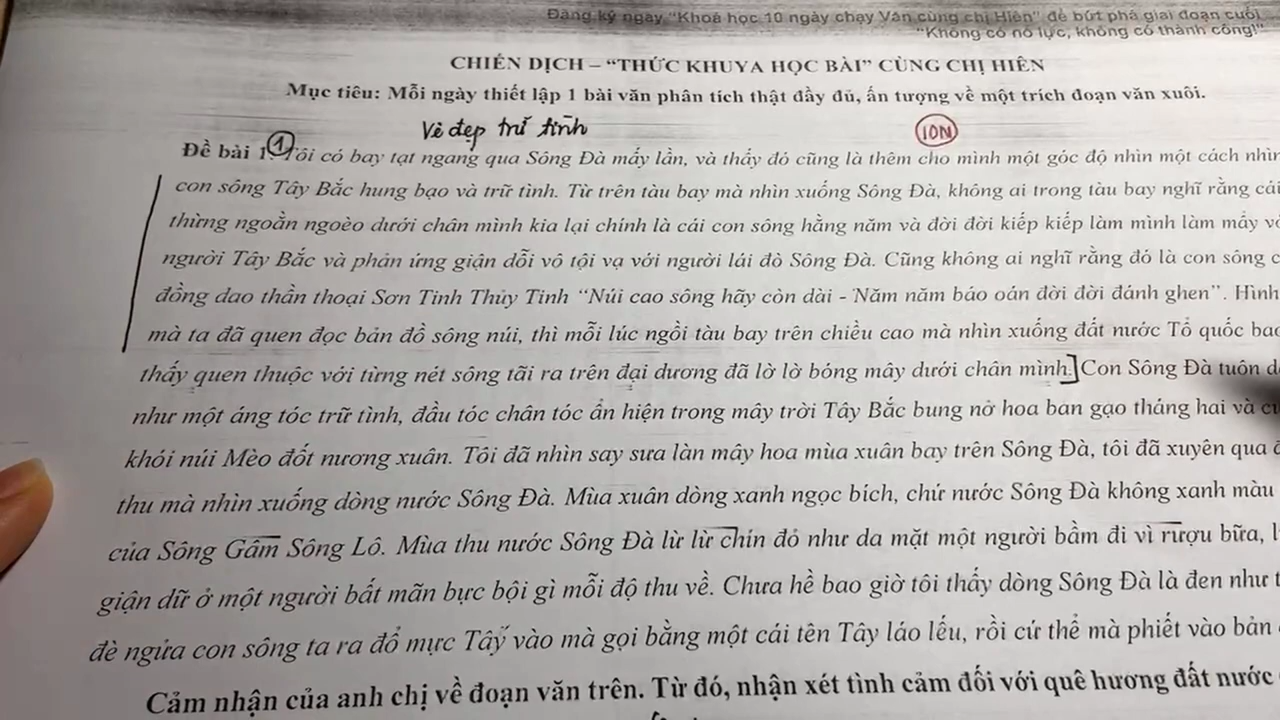 Đăng ký ngay "Khoá học 10 ngày chạy Văn cùng chị Hiên" để bứt phá giai đoạn cuối
"Không có nỗ lực, không có thành công!"
CHIẾN DỊCH – "THỨC KHUYA HỌC BÀI" CÙNG CHỊ HIÊN
Mục tiêu: Mỗi ngày thiết lập 1 bài văn phân tích thật đầy đủ, ấn tượng về một trích đoạn văn xuôi.
Vẻ đẹp trữ tình
ION
Đề bài 1 1 Tôi có bay tạt ngang qua Sông Đà mấy lần, và thấy đó cũng là thêm cho mình một góc độ nhìn một cách nhìn
con sông Tây Bắc hung bạo và trữ tình. Từ trên tàu bay mà nhìn xuống Sông Đà, không ai trong tàu bay nghĩ rằng cái
thừng ngoằn ngoèo dưới chân mình kia lại chính là cái con sông hằng năm và đời đời kiếp kiếp làm mình làm mẩy
người Tây Bắc và phản ứng giận dỗi vô tội vạ với người lái đò Sông Đà. Cũng không ai nghĩ rằng đó là con sông
đồng dao thần thoại Sơn Tinh Thủy Tinh "Núi cao sông hãy còn dài - Năm năm báo oán đời đời đánh ghen". Hình
mà ta đã quen đọc bản đồ sông núi, thì mỗi lúc ngồi tàu bay trên chiều cao mà nhìn xuống đất nước Tổ quốc bao
thấy quen thuộc với từng nét sông tãi ra trên đại dương đã lờ lờ bóng mây dưới chân mình. Con Sông Đà tuôn
như một áng tóc trữ tình, đầu tóc chân tóc ẩn hiện trong mây trời Tây Bắc bung nở hoa ban gạo tháng hai và
khói núi Mèo đốt nương xuân. Tôi đã nhìn say sưa làn mây hoa mùa xuân bay trên Sông Đà, tôi đã xuyên qua
thu mà nhìn xuống dòng nước Sông Đà. Mùa xuân dòng xanh ngọc bích, chứ nước Sông Đà không xanh màu
của Sông Gâm Sông Lô. Mùa thu nước Sông Đà lừ lừ chín đỏ như da mặt một người bầm đi vì rượu bữa,
giận dữ ở một người bất mãn bực bội gì mỗi độ thu về. Chưa hề bao giờ tôi thấy dòng Sông Đà là đen như
đè ngửa con sông ta ra đổ mực Tây vào mà gọi bằng một cái tên Tây láo lếu, rồi cứ thế mà phiết vào bản
Cảm nhận của anh chị về đoạn văn trên. Từ đó, nhận xét tình cảm đối với quê hương đất nước